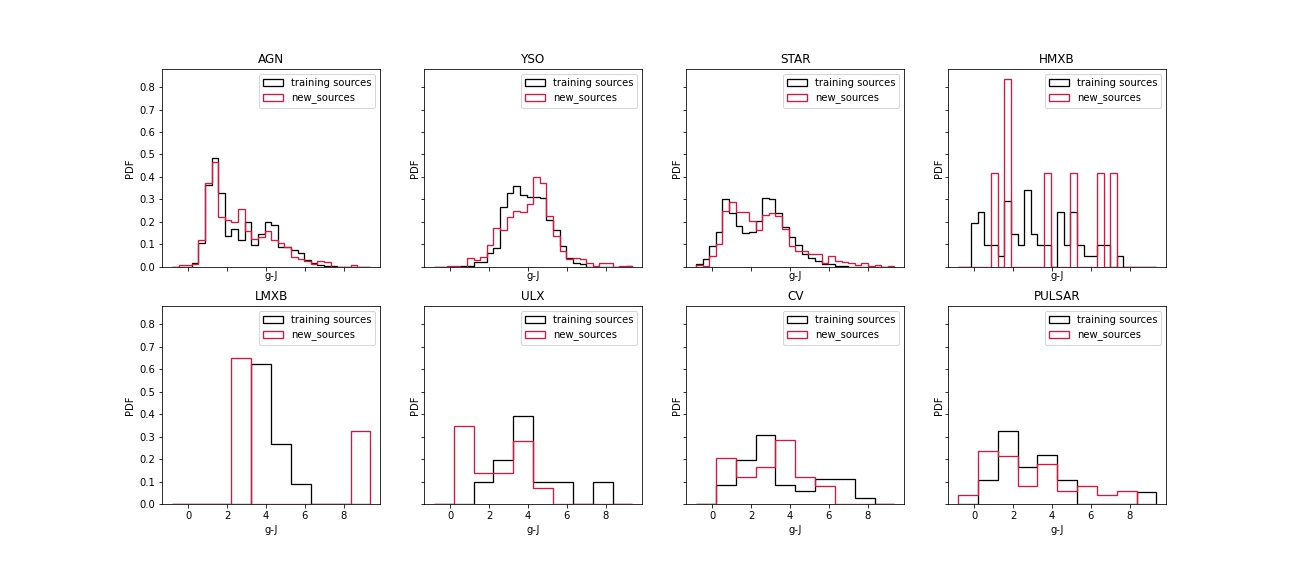 AGN
YSO
STAR
HMXB
training sources
new_sources
training sources
new_sources
training sources
new_sources
training sources
new_sources
0.8
0.7
0.6
0.5
0.4
0.3
0.2
0.1
0.0
PDF
PDF
PDF
PDF
g-J
g-J
g-J
g-J
LMXB
ULX
CV
PULSAR
training sources
new_sources
training sources
new_sources
training sources
new_sources
training sources
new_sources
0.8
0.7
0.6
0.5
0.4
0.3
0.2
0.1
0.0
PDF
PDF
PDF
PDF
0 2 4 6 8
0 2 4 6 8
0 2 4 6 8
0 2 4 6 8
g-J
g-J
g-J
g-J